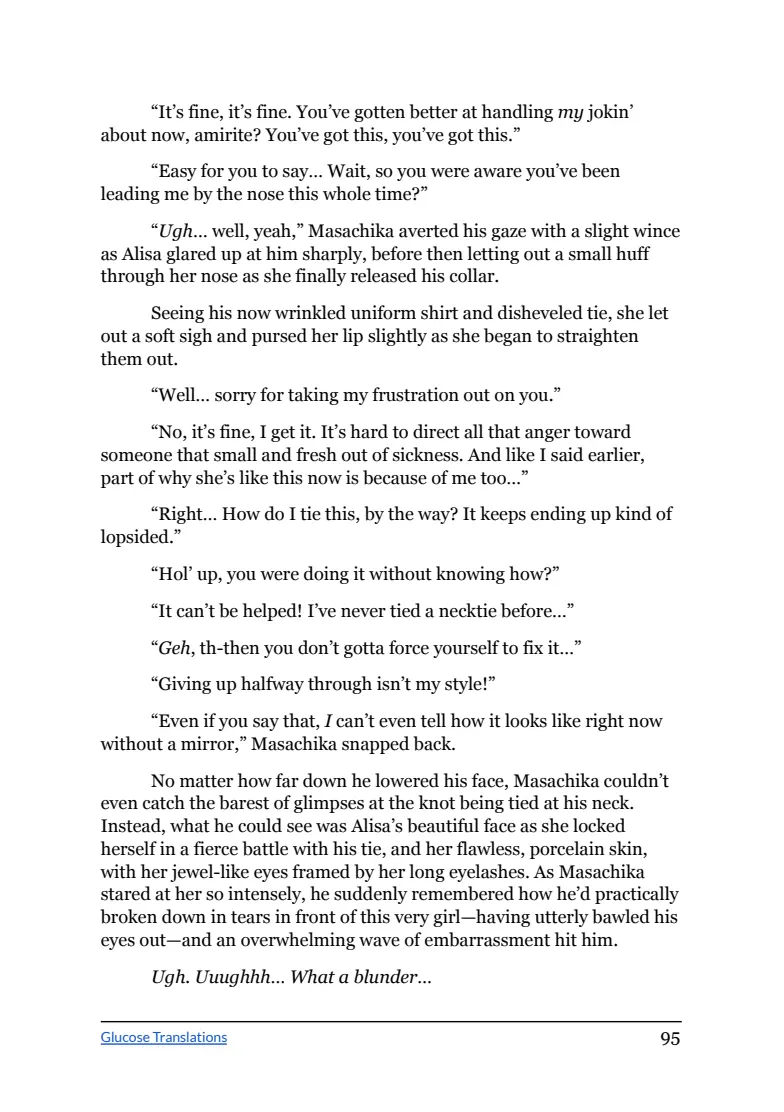 “It’s fine, it’s fine. You’ve gotten better at handling my jokin’
about now, amirite? You’ve got this, you’ve got this.”
“Easy for you to say… Wait, so you were aware you’ve been
leading me by the nose this whole time?”
“Ugh… well, yeah,” Masachika averted his gaze with a slight wince
as Alisa glared up at him sharply, before then letting out a small huff
through her nose as she finally released his collar.
Seeing his now wrinkled uniform shirt and disheveled tie, she let
out a soft sigh and pursed her lip slightly as she began to straighten
them out.
“Well… sorry for taking my frustration out on you.”
“No, it’s fine, I get it. It’s hard to direct all that anger toward
someone that small and fresh out of sickness. And like I said earlier,
part of why she’s like this now is because of me too…”
“Right… How do I tie this, by the way? It keeps ending up kind of
lopsided.”
“Hol’ up, you were doing it without knowing how?”
“It can’t be helped! I’ve never tied a necktie before…”
“Geh, th-then you don’t gotta force yourself to fix it…”
“Giving up halfway through isn’t my style!”
“Even if you say that, I can’t even tell how it looks like right now
without a mirror,” Masachika snapped back.
No matter how far down he lowered his face, Masachika couldn’t
even catch the barest of glimpses at the knot being tied at his neck.
Instead, what he could see was Alisa’s beautiful face as she locked
herself in a fierce battle with his tie, and her flawless, porcelain skin,
with her jewel-like eyes framed by her long eyelashes. As Masachika
stared at her so intensely, he suddenly remembered how he’d practically
broken down in tears in front of this very girl—having utterly bawled his
eyes out—and an overwhelming wave of embarrassment hit him.
Ugh. Uuughhh… What a blunder…
Glucose Translations
95